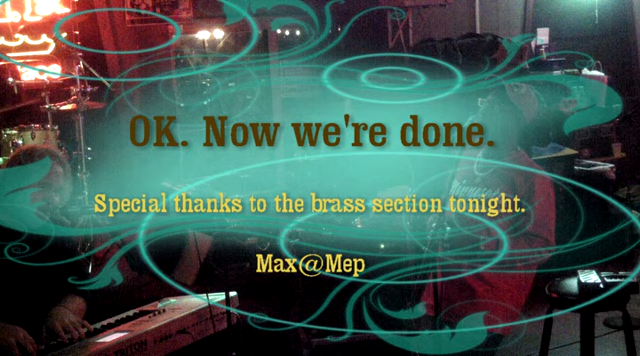 OK. Now we're done.
Special thanks to the brass section tonight.
Max@Mep